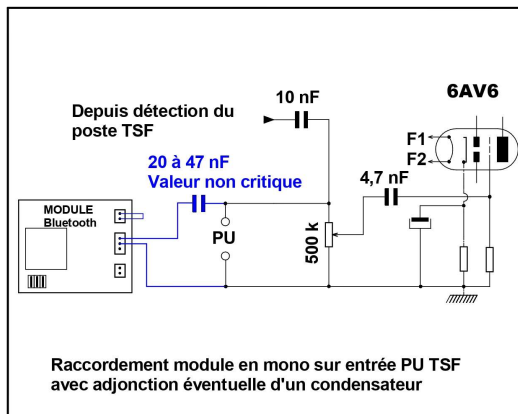 6AV6
10 nF
Depuis détection du
poste TSF
F1
F2
20 à 47 nF
Valeur non critique
4,7 nF
MODULE
Bluetooth
PU
500 k
Raccordement module en mono sur entrée PU TSF
avec adjonction éventuelle d'un condensateur